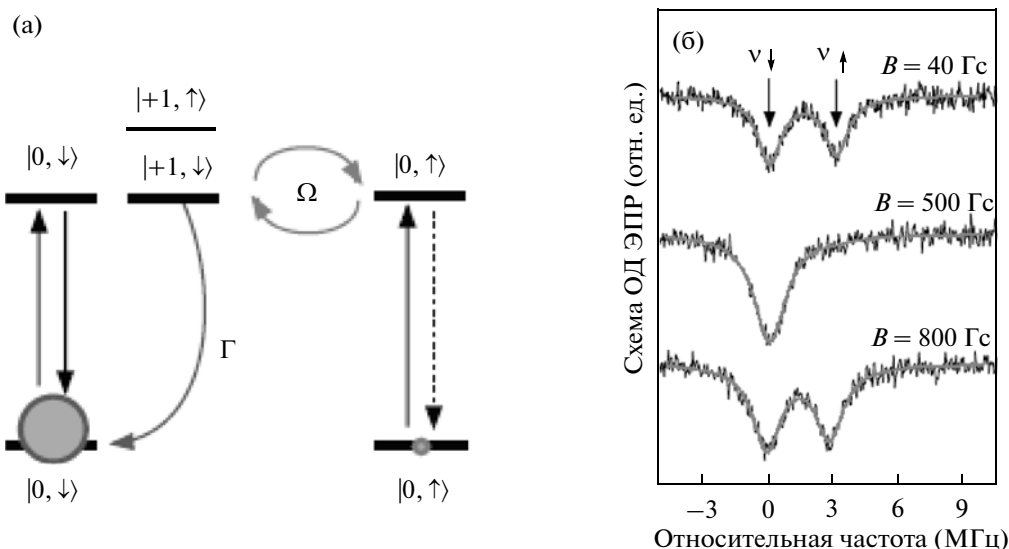 (а)
|+1, ↑⟩
|0, ↓⟩
|+1, ↓⟩
|0, ↑⟩
Ω
Γ
|0, ↓⟩
|0, ↑⟩
(б)
ν↓
ν↑
B = 40 Гс
B = 500 Гс
B = 800 Гс
Схема ОД ЭПР (отн. ед.)
−3 0 3 6 9
Относительная частота (МГц)